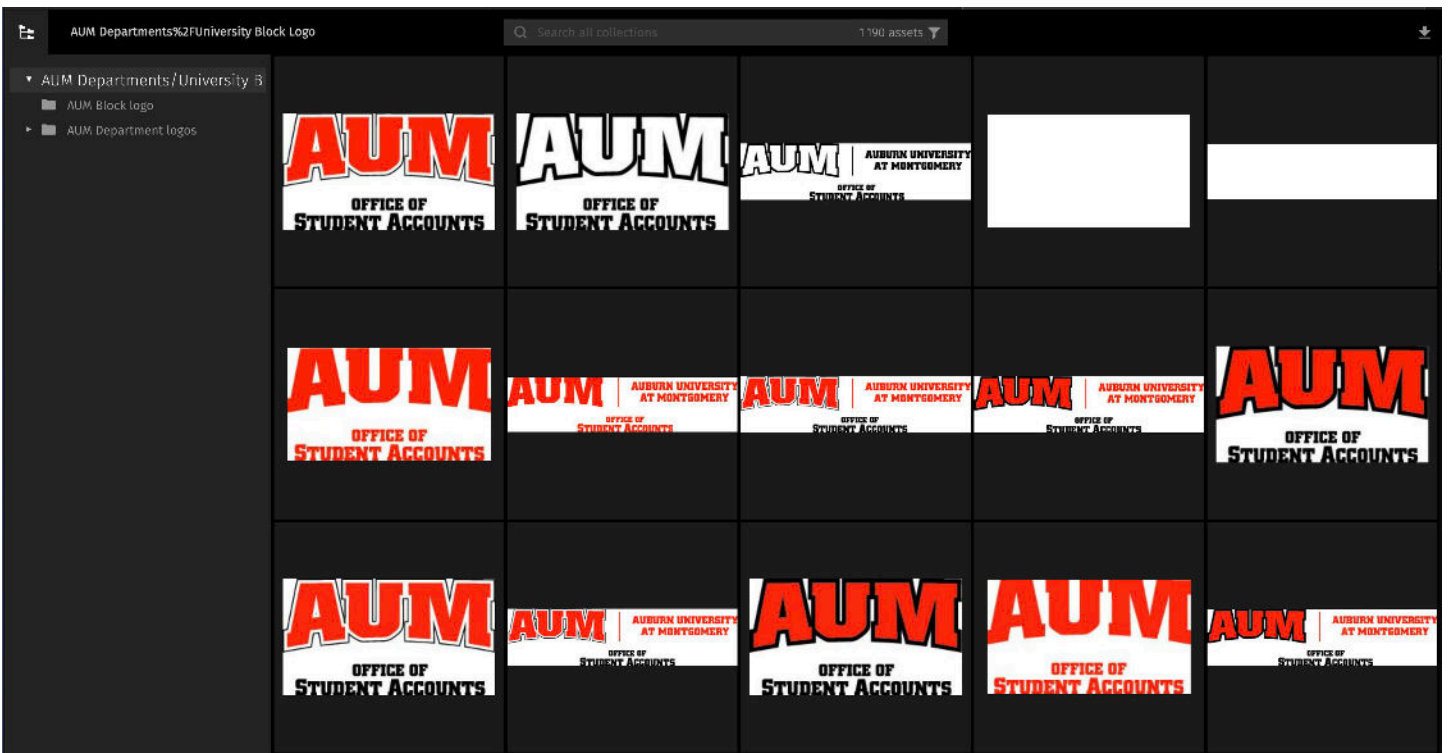 AUM Departments%2FUniversity Block Logo
Search all collections
1190 assets
AUM Departments/University B
AUM Block logo
AUM Department logos
AUM
OFFICE OF
STUDENT ACCOUNTS
AUM
OFFICE OF
STUDENT ACCOUNTS
AUM
AUBURN UNIVERSITY
AT MONTGOMERY
OFFICE OF
STUDENT ACCOUNTS
AUM
OFFICE OF
STUDENT ACCOUNTS
AUM
AUBURN UNIVERSITY
AT MONTGOMERY
OFFICE OF
STUDENT ACCOUNTS
AUM
AUBURN UNIVERSITY
AT MONTGOMERY
OFFICE OF
STUDENT ACCOUNTS
AUM
AUBURN UNIVERSITY
AT MONTGOMERY
OFFICE OF
STUDENT ACCOUNTS
AUM
OFFICE OF
STUDENT ACCOUNTS
AUM
OFFICE OF
STUDENT ACCOUNTS
AUM
AUBURN UNIVERSITY
AT MONTGOMERY
OFFICE OF
STUDENT ACCOUNTS
AUM
OFFICE OF
STUDENT ACCOUNTS
AUM
OFFICE OF
STUDENT ACCOUNTS
AUM
AUBURN UNIVERSITY
AT MONTGOMERY
OFFICE OF
STUDENT ACCOUNTS